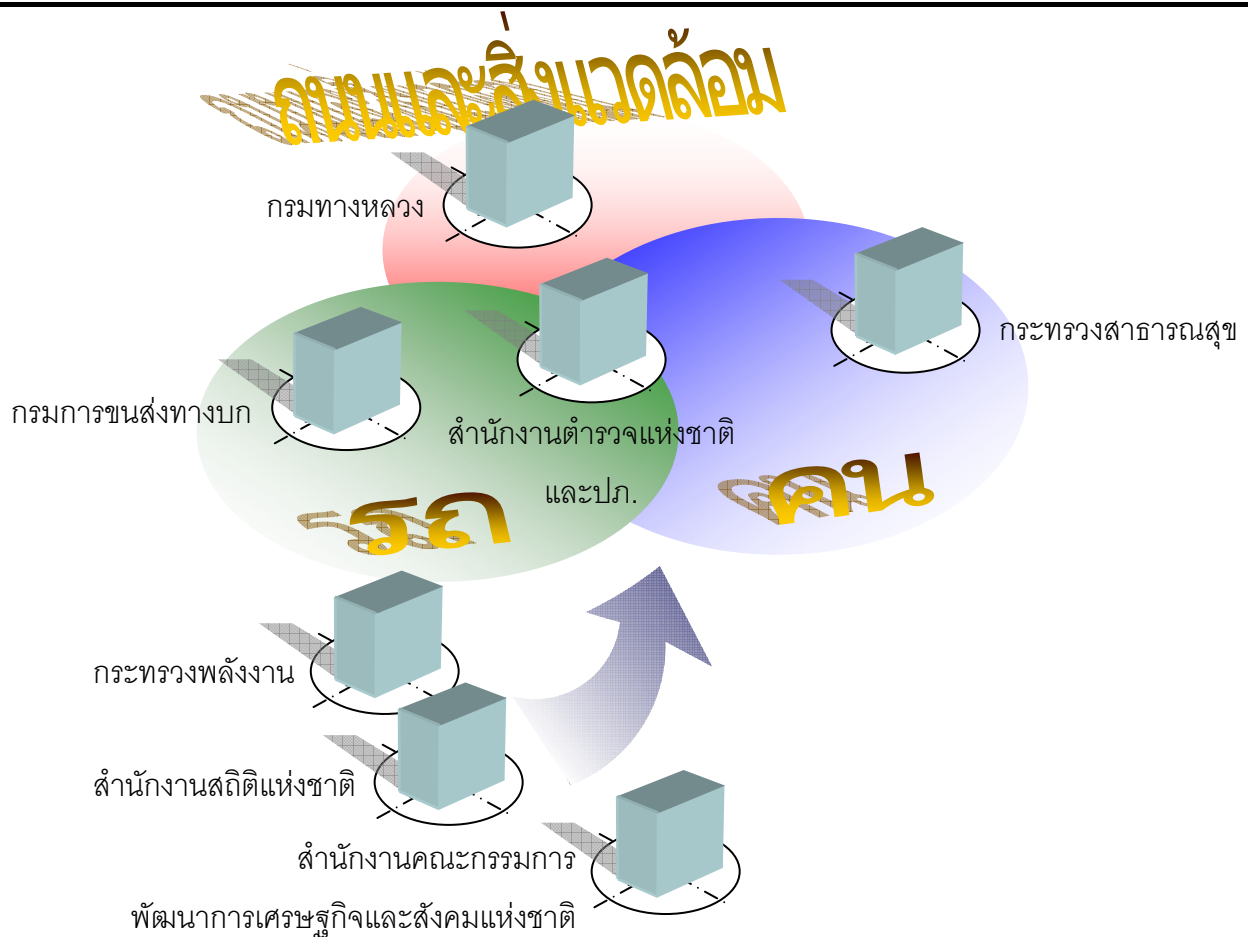 ถนนและสิ่งแวดล้อม
กรมทางหลวง
กระทรวงสาธารณสุข
กรมการขนส่งทางบก
สำนักงานตำรวจแห่งชาติ
และปภ.
รถ
คน
กระทรวงพลังงาน
สำนักงานสถิติแห่งชาติ
สำนักงานคณะกรรมการ
พัฒนาการเศรษฐกิจและสังคมแห่งชาติ